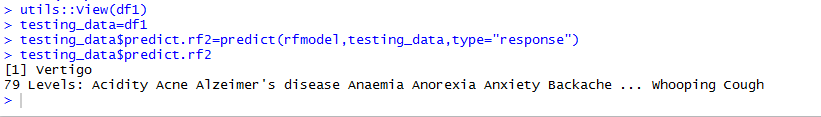 > utils::View(df1)
> testing_data=df1
> testing_data$predict.rf2=predict(rfmodel,testing_data,type="response")
> testing_data$predict.rf2
[1] Vertigo
79 Levels: Acidity Acne Alzeimer's disease Anaemia Anorexia Anxiety Backache ... Whooping Cough
>